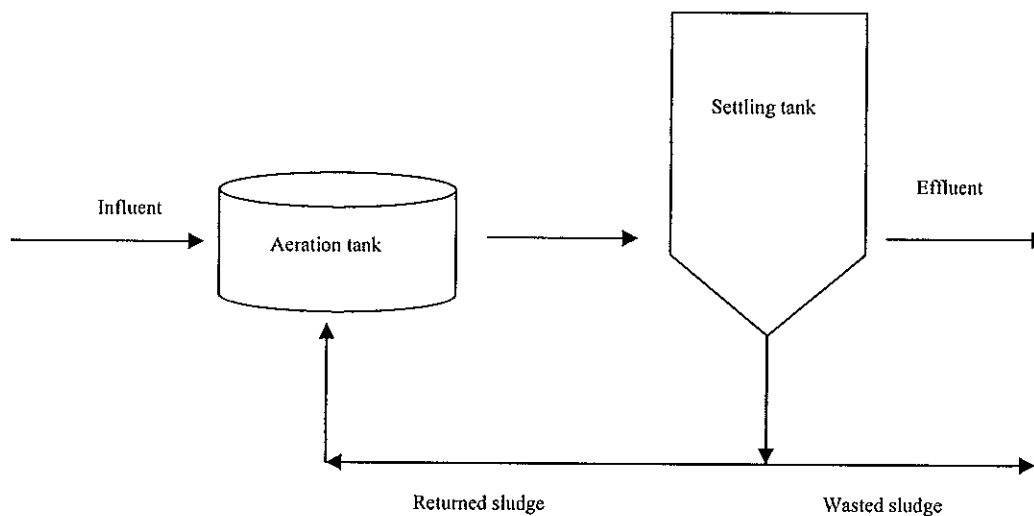 Settling tank
Influent
Effluent
Aeration tank
Returned sludge
Wasted sludge